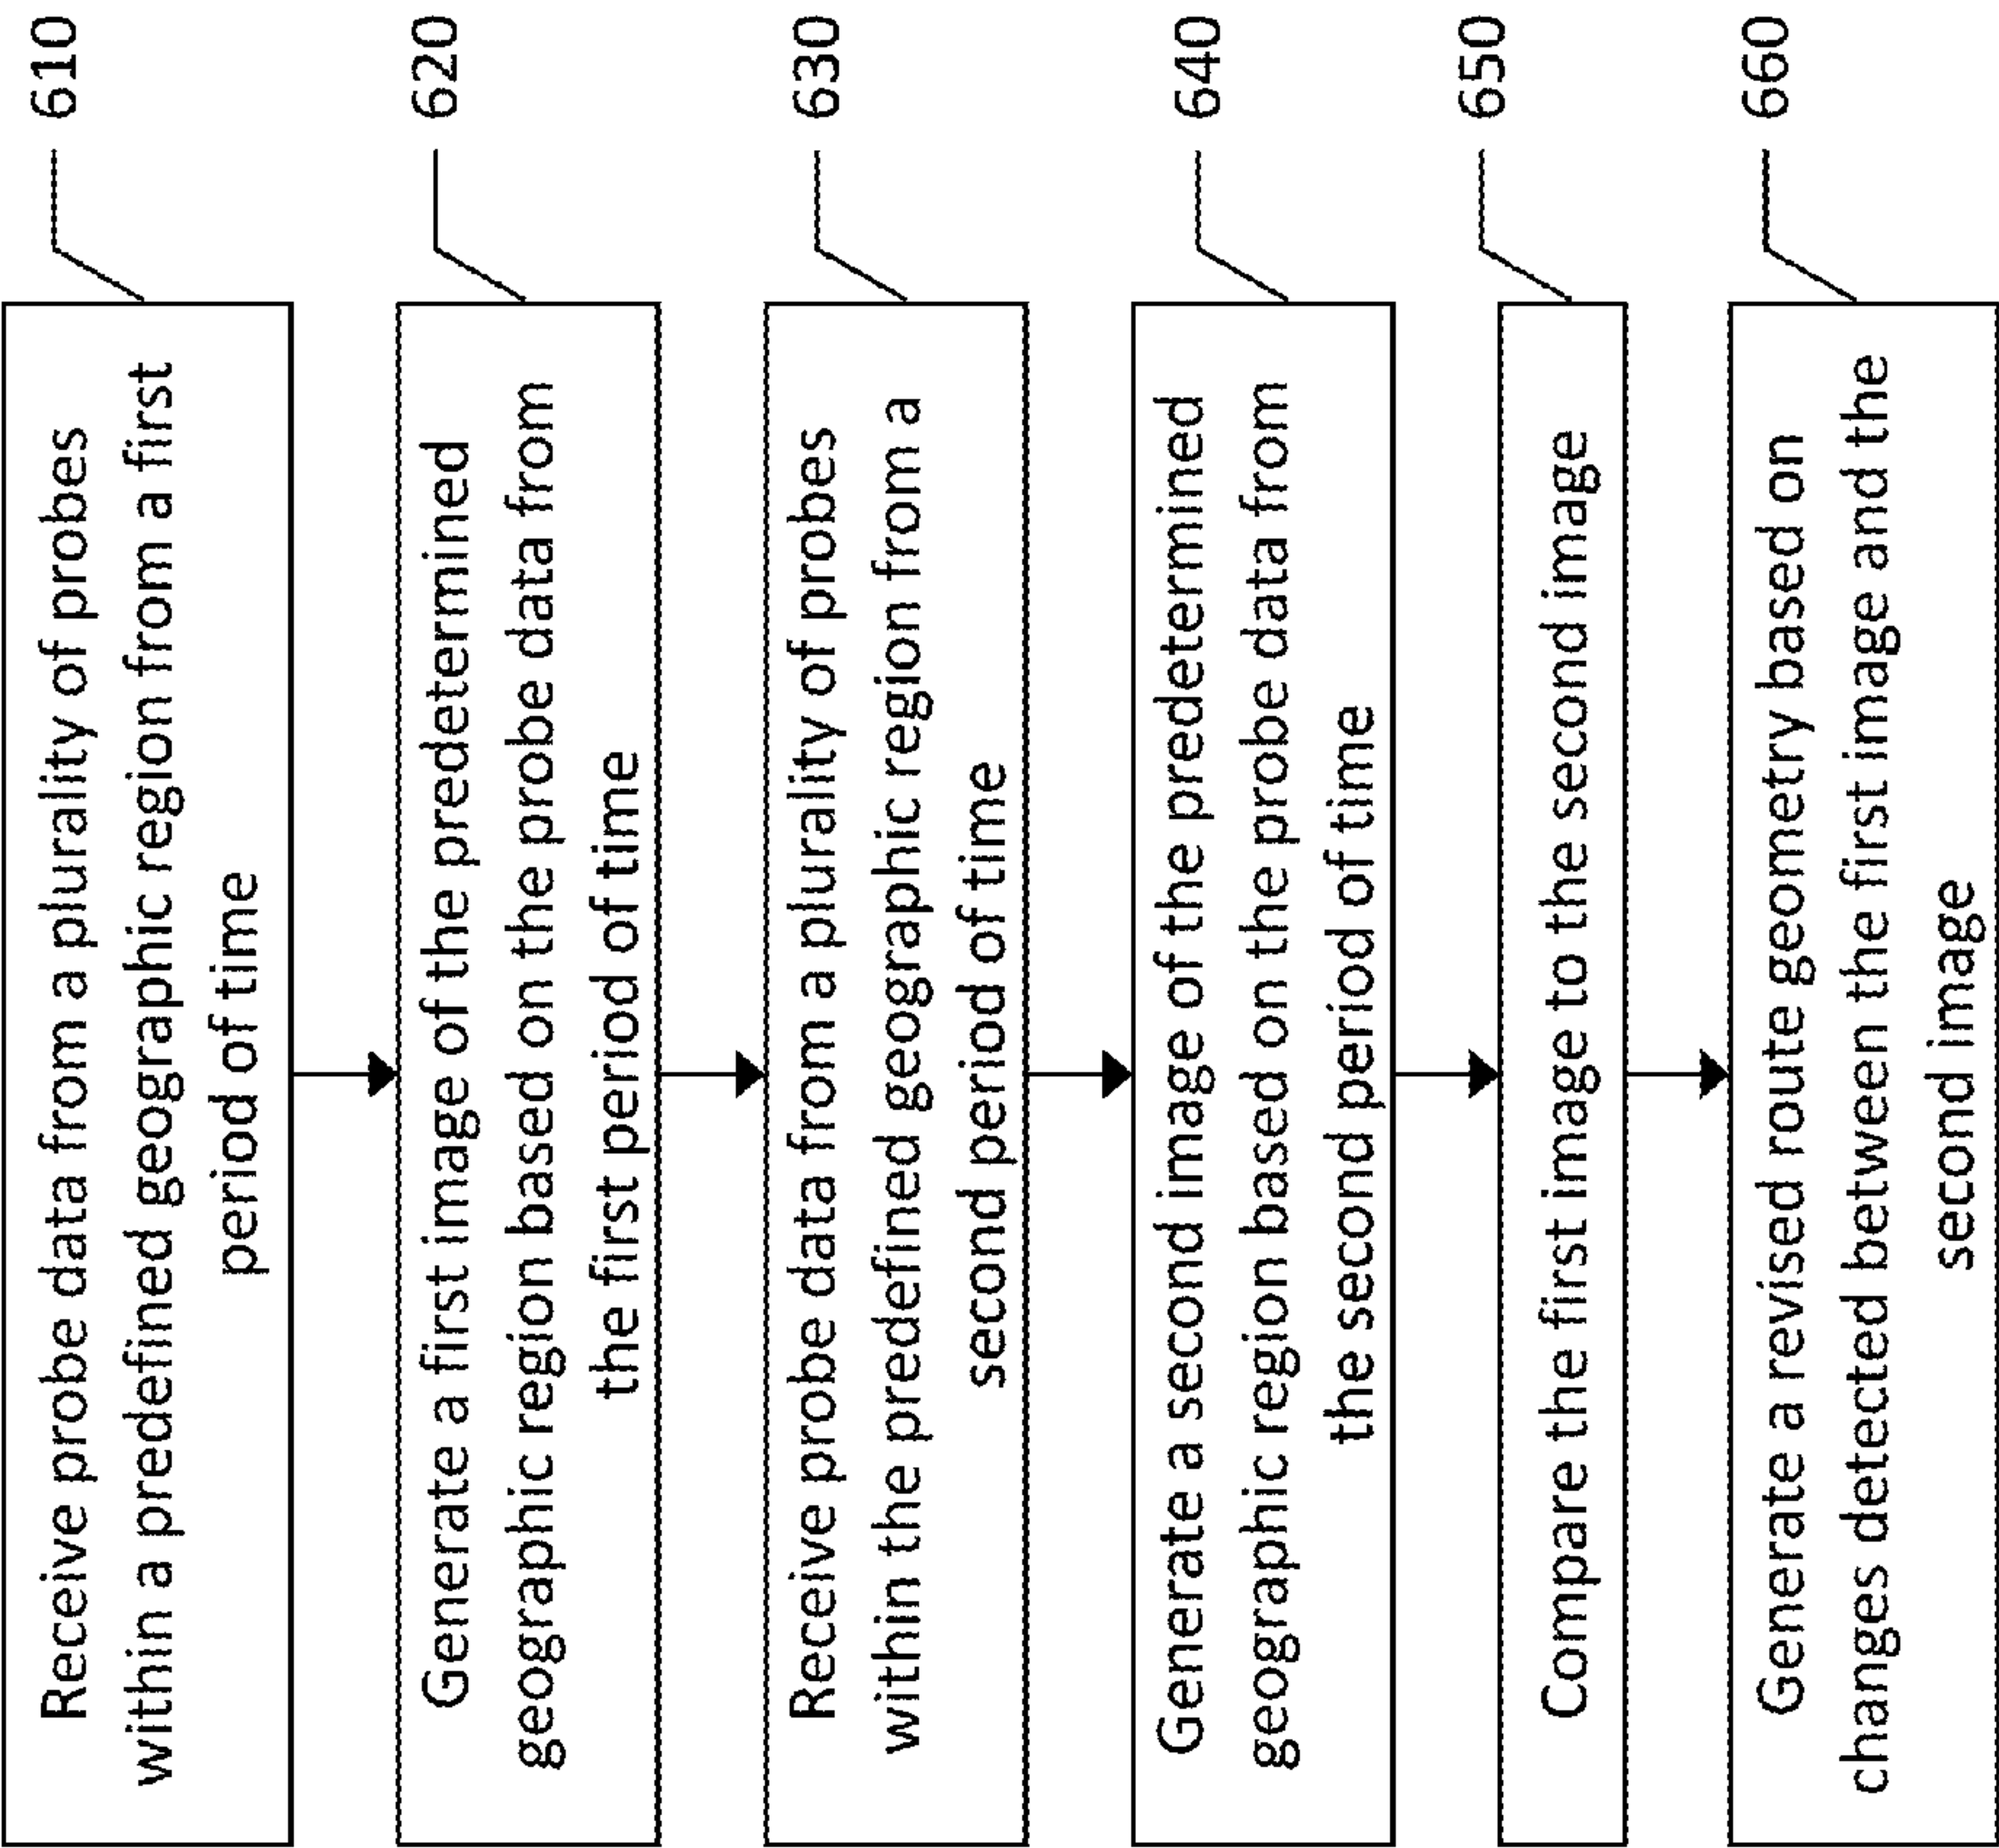 Receive probe data from a plurality of probes
within a predefined geographic region from a first
period of time
610
Generate a first image of the predetermined
geographic region based on the probe data from
the first period of time
620
Receive probe data from a plurality of probes
within the predefined geographic region from a
second period of time
630
Generate a second image of the predetermined
geographic region based on the probe data from
the second period of time
640
Compare the first image to the second image
650
Generate a revised route geometry based on
changes detected between the first image and the
second image
660